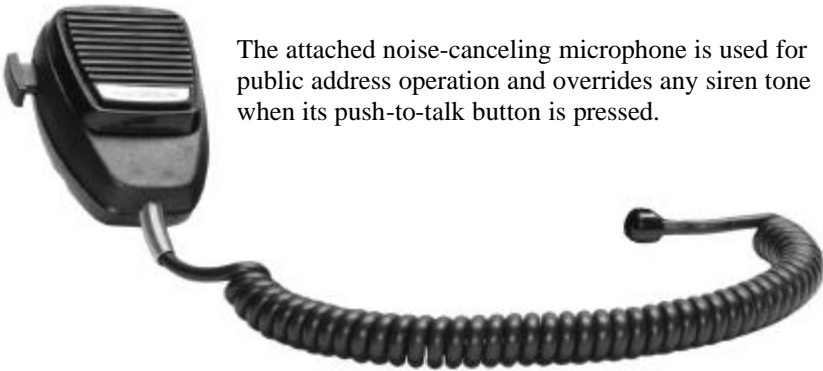 The attached noise-canceling microphone is used for
public address operation and overrides any siren tone
when its push-to-talk button is pressed.